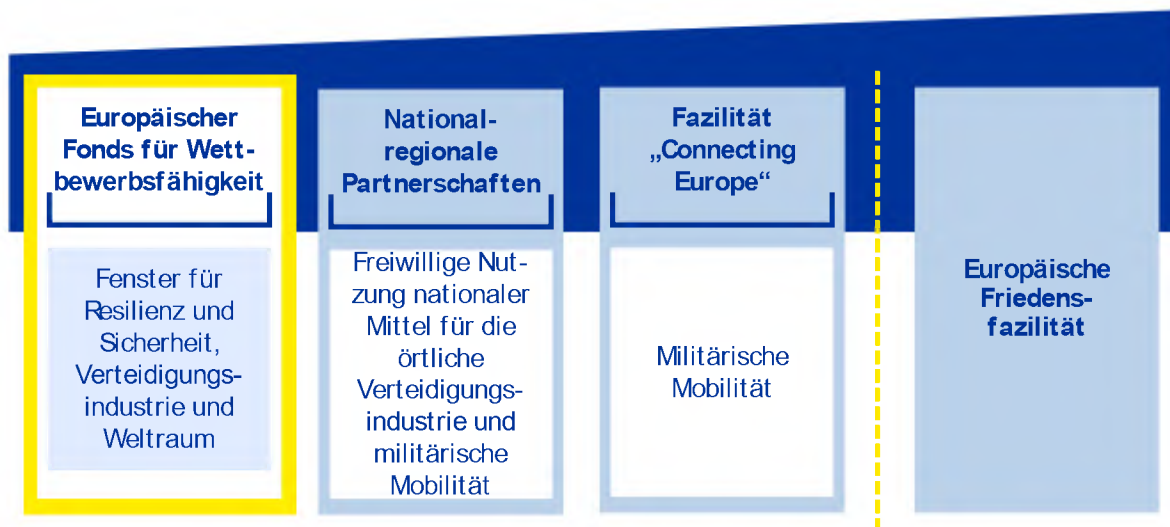 Europäischer
Fonds für Wett-
bewerbsfähigkeit
Fenster für
Resilienz und
Sicherheit,
Verteidigungs-
industrie und
Weltraum
National-
regionale
Partnerschaften
Freiwillige Nut-
zung nationaler
Mittel für die
örtliche
Verteidigungs-
industrie und
militärische
Mobilität
Fazilität
„Connecting
Europe“
Militärische
Mobilität
Europäische
Friedens-
fazilität